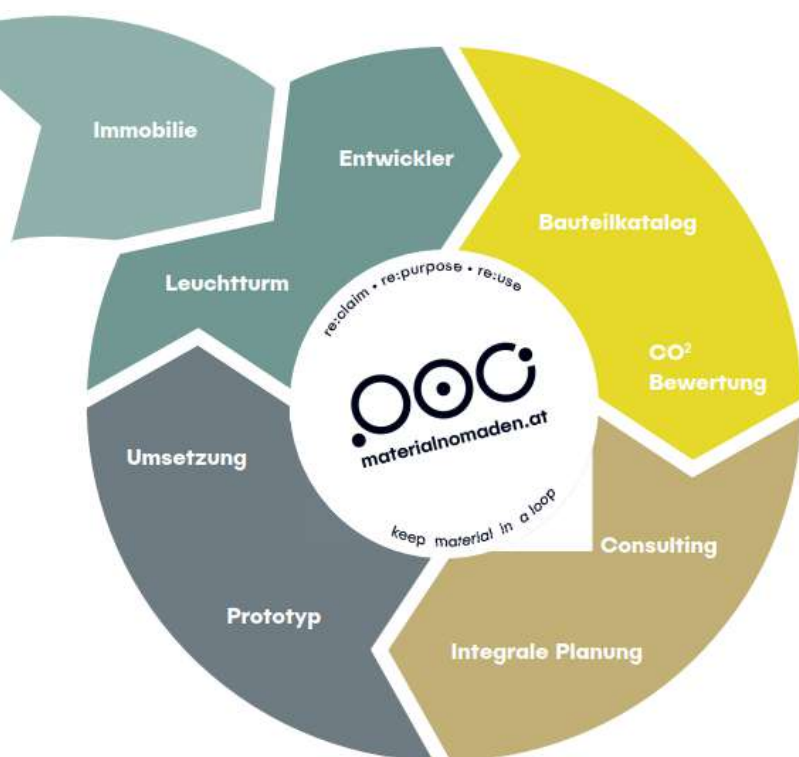 Immobilie
Entwickler
Leuchtturm
Bauteilkatalog
CO²
Bewertung
re:claim • re:purpose • re:use
materialnomaden.at
keep material in a loop
Umsetzung
Consulting
Prototyp
Integrale Planung